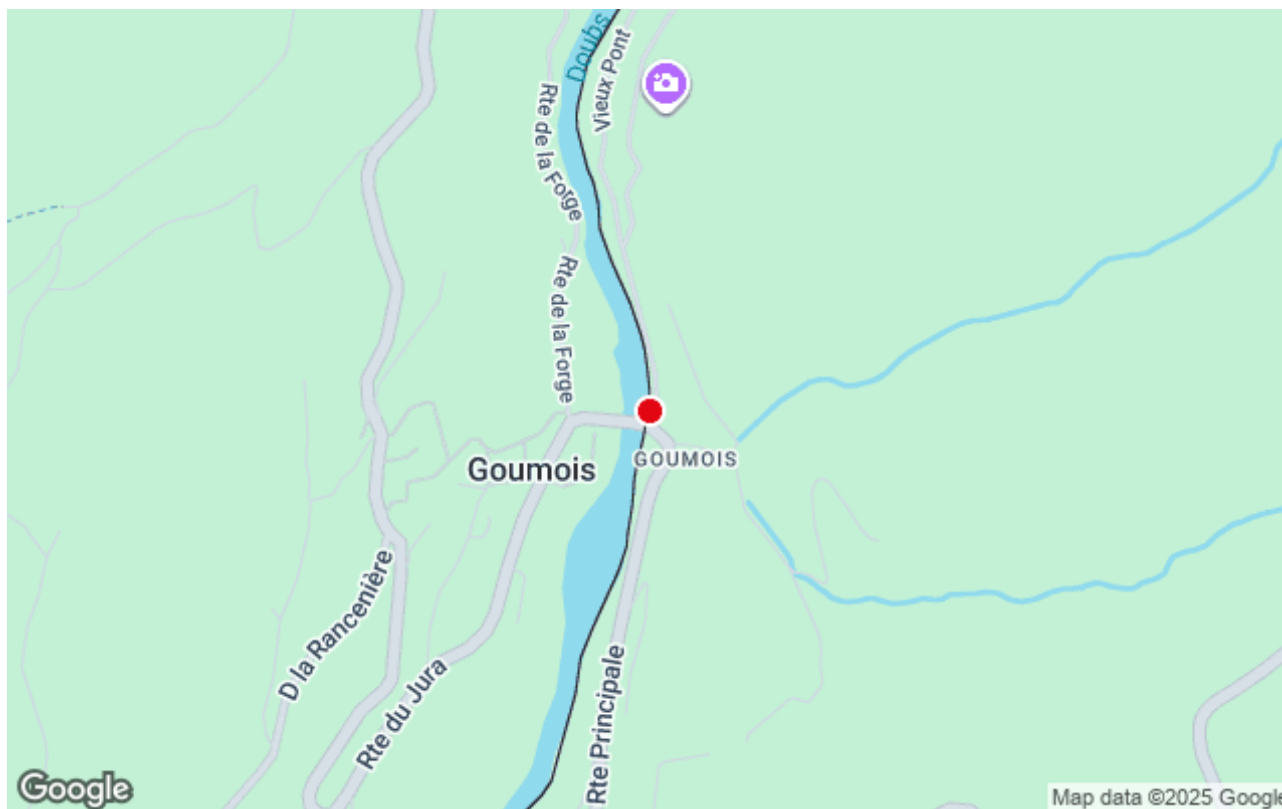 Doubs
Vieux Pont
Rte de la Forge
Rte de la Forge
Goumois
GOUMOIS
D la Rancenière
Rte du Jura
Rte Principale
Google
Map data ©2025 Google